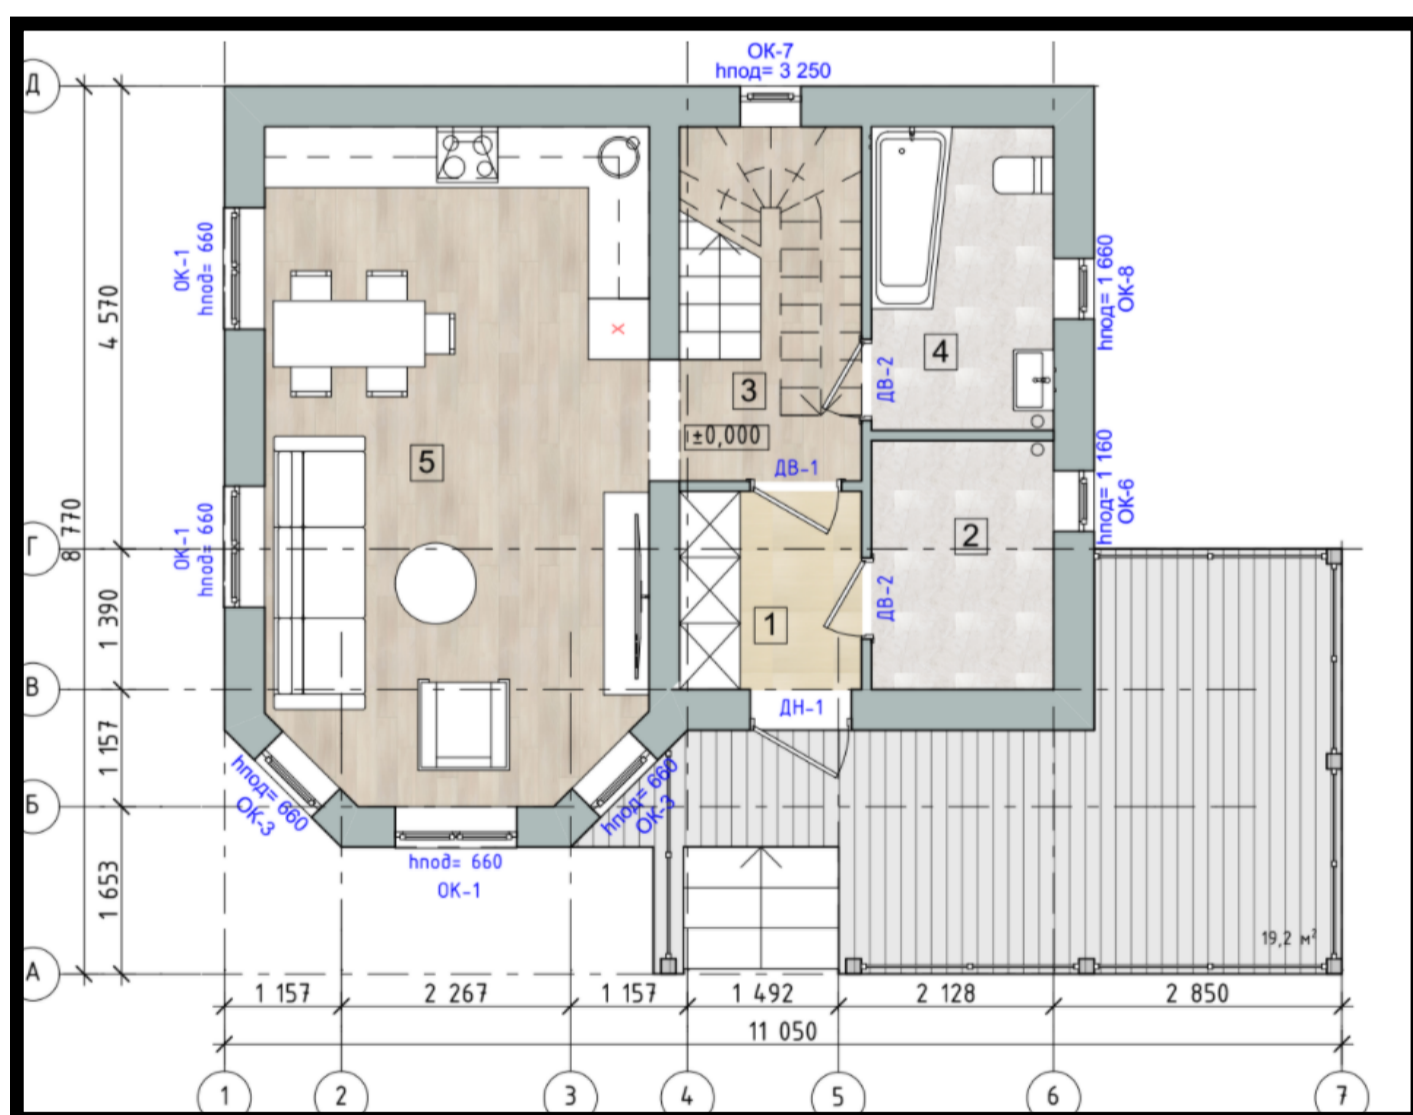 ОК-7
hпод= 3 250
Д
ОК-1
hпод= 660
hпод= 1 660
ОК-8
4 570
4
ДВ-2
3
±0,000
5
ДВ-1
hпод= 1 160
ОК-6
8 770
Г
ОК-1
hпод= 660
2
ДВ-2
1 390
1
В
ДН-1
1 157
hпод= 660
ОК-3
hпод= 660
ОК-3
Б
hпод= 660
ОК-1
1 653
19,2 м²
А
1 157
2 267
1 157
1 492
2 128
2 850
11 050
1
2
3
4
5
6
7
x